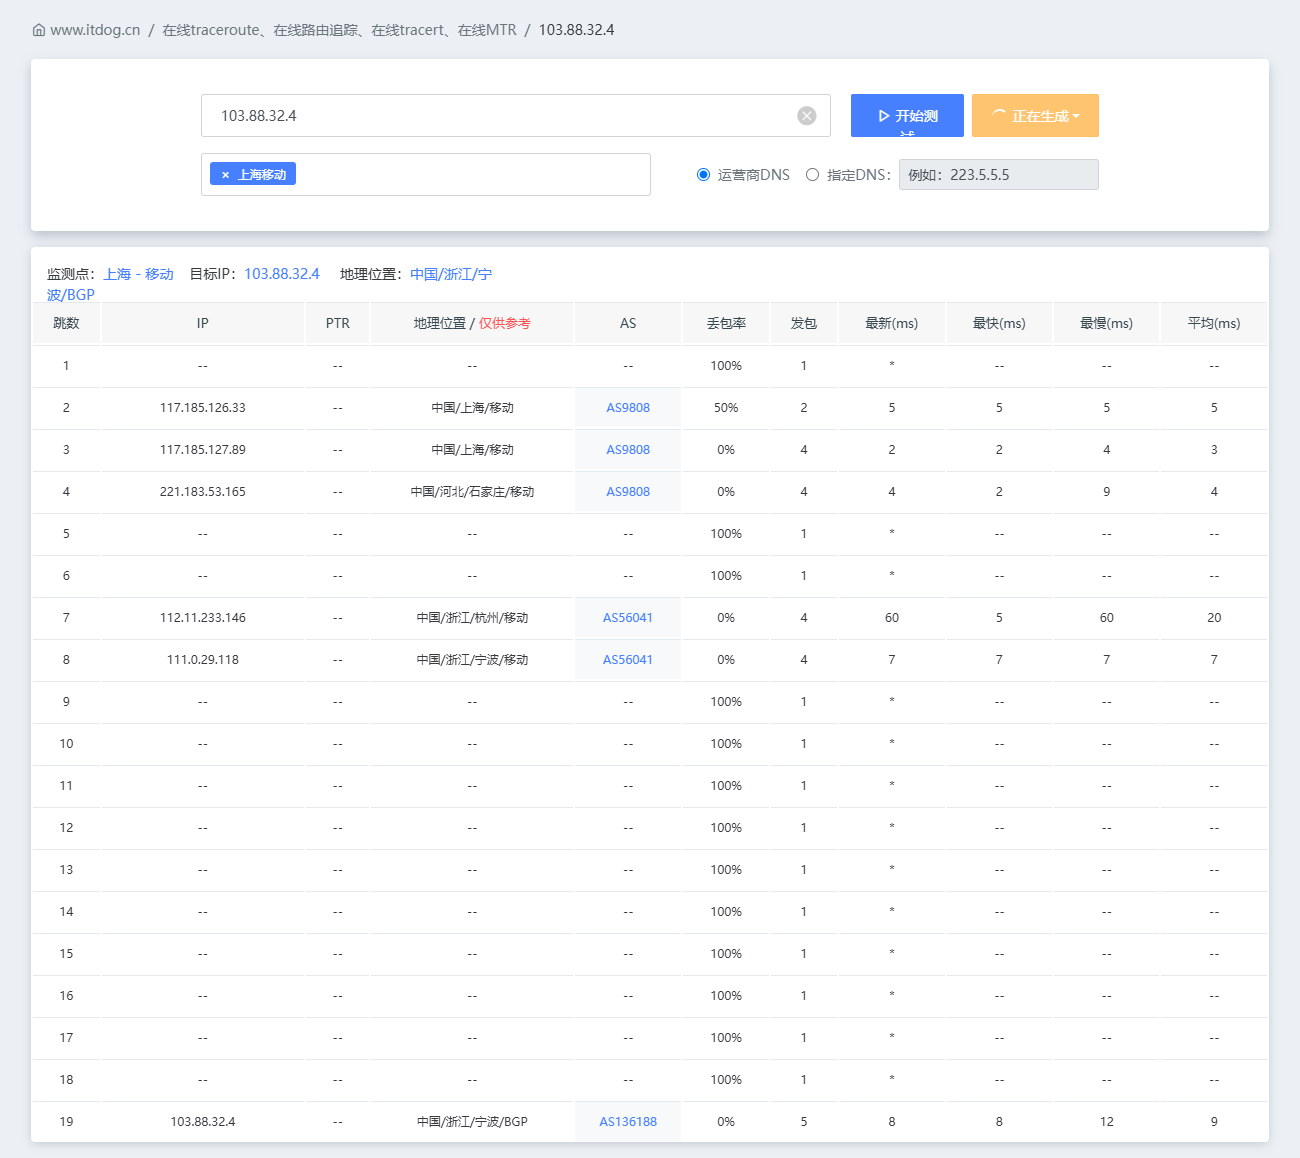 www.itdog.cn / 在线traceroute、在线路由追踪、在线tracert、在线MTR / 103.88.32.4
103.88.32.4
开始测
试
正在生成
× 上海移动
运营商DNS 指定DNS： 例如：223.5.5.5
监测点：上海 - 移动 目标IP：103.88.32.4 地理位置：中国/浙江/宁
波/BGP
跳数 IP PTR 地理位置 / 仅供参考 AS 丢包率 发包 最新(ms) 最快(ms) 最慢(ms) 平均(ms)
1 -- -- -- -- 100% 1 * -- -- --
2 117.185.126.33 -- 中国/上海/移动 AS9808 50% 2 5 5 5 5
3 117.185.127.89 -- 中国/上海/移动 AS9808 0% 4 2 2 4 3
4 221.183.53.165 -- 中国/河北/石家庄/移动 AS9808 0% 4 4 2 9 4
5 -- -- -- -- 100% 1 * -- -- --
6 -- -- -- -- 100% 1 * -- -- --
7 112.11.233.146 -- 中国/浙江/杭州/移动 AS56041 0% 4 60 5 60 20
8 111.0.29.118 -- 中国/浙江/宁波/移动 AS56041 0% 4 7 7 7 7
9 -- -- -- -- 100% 1 * -- -- --
10 -- -- -- -- 100% 1 * -- -- --
11 -- -- -- -- 100% 1 * -- -- --
12 -- -- -- -- 100% 1 * -- -- --
13 -- -- -- -- 100% 1 * -- -- --
14 -- -- -- -- 100% 1 * -- -- --
15 -- -- -- -- 100% 1 * -- -- --
16 -- -- -- -- 100% 1 * -- -- --
17 -- -- -- -- 100% 1 * -- -- --
18 -- -- -- -- 100% 1 * -- -- --
19 103.88.32.4 -- 中国/浙江/宁波/BGP AS136188 0% 5 8 8 12 9